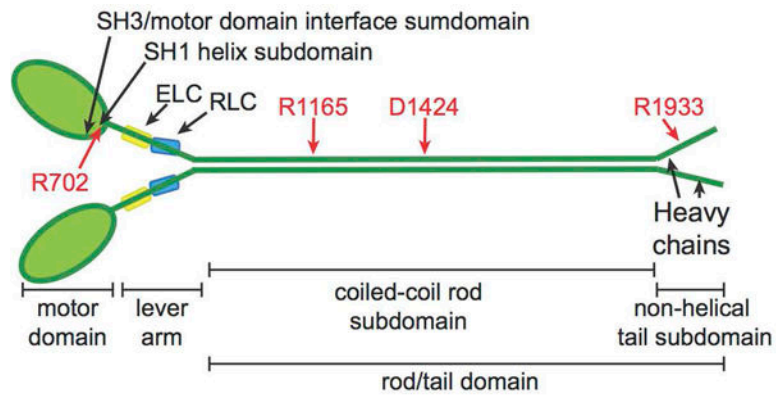 SH3/motor domain interface sumdomain
SH1 helix subdomain
ELC
RLC
R1165
D1424
R1933
R702
Heavy
chains
motor
domain
lever
arm
coiled-coil rod
subdomain
non-helical
tail subdomain
rod/tail domain